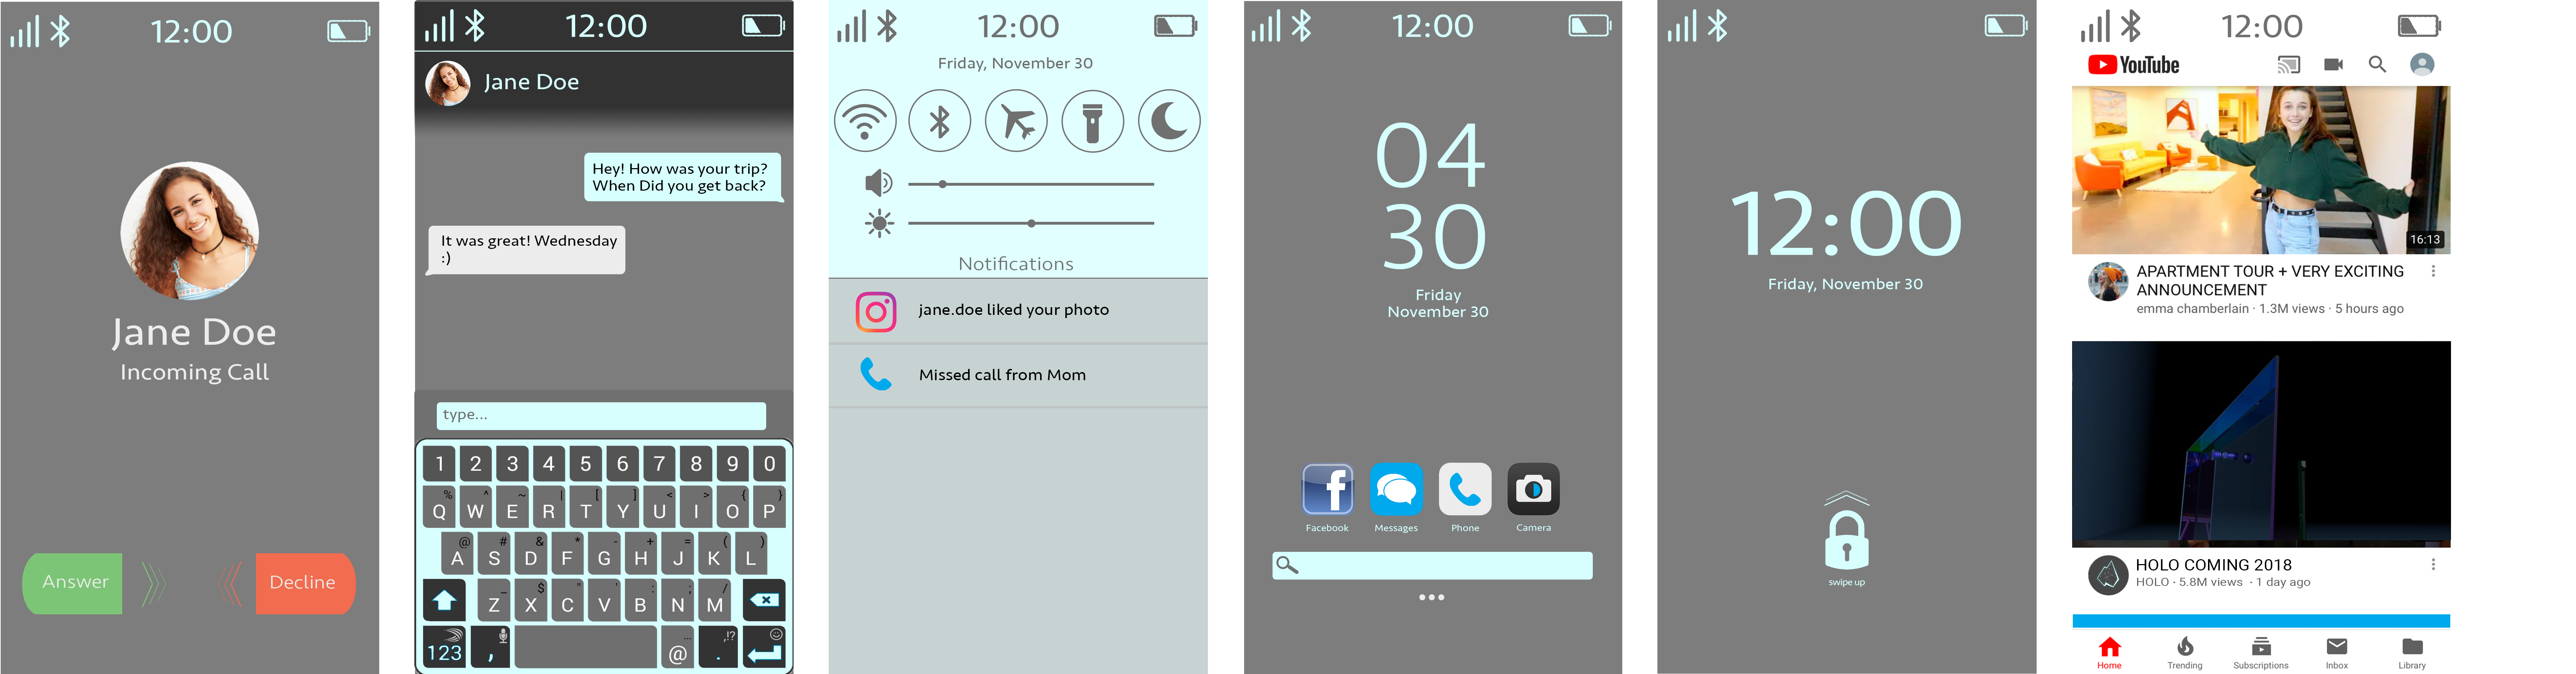 12:00
Jane Doe
Incoming Call
Answer
Decline
12:00
Jane Doe
Hey! How was your trip?
When Did you get back?
It was great! Wednesday
:)
type...
1 2 3 4 5 6 7 8 9 0
% ^ ~ | [ ] < > { }
Q W E R T Y U I O P
@ # & * - + = ( )
A S D F G H J K L
_ $ " ' : ; /
Z X C V B N M
... ,!?
123 , @ .
12:00
Friday, November 30
Notifications
jane.doe liked your photo
Missed call from Mom
12:00
04
30
Friday
November 30
Facebook
Messages
Phone
Camera
12:00
Friday, November 30
swipe up
12:00
YouTube
16:13
APARTMENT TOUR + VERY EXCITING
ANNOUNCEMENT
emma chamberlain · 1.3M views · 5 hours ago
HOLO COMING 2018
HOLO · 5.8M views · 1 day ago
Home
Trending
Subscriptions
Inbox
Library